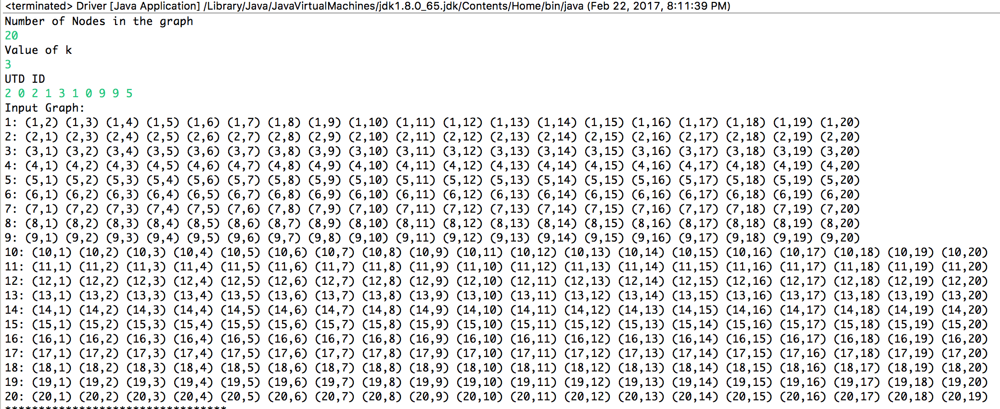 <terminated> Driver [Java Application] /Library/Java/JavaVirtualMachines/jdk1.8.0_65.jdk/Contents/Home/bin/java (Feb 22, 2017, 8:11:39 PM)
Number of Nodes in the graph
20
Value of k
3
UTD ID
2 0 2 1 3 1 0 9 9 5
Input Graph:
1: (1,2) (1,3) (1,4) (1,5) (1,6) (1,7) (1,8) (1,9) (1,10) (1,11) (1,12) (1,13) (1,14) (1,15) (1,16) (1,17) (1,18) (1,19) (1,20)
2: (2,1) (2,3) (2,4) (2,5) (2,6) (2,7) (2,8) (2,9) (2,10) (2,11) (2,12) (2,13) (2,14) (2,15) (2,16) (2,17) (2,18) (2,19) (2,20)
3: (3,1) (3,2) (3,4) (3,5) (3,6) (3,7) (3,8) (3,9) (3,10) (3,11) (3,12) (3,13) (3,14) (3,15) (3,16) (3,17) (3,18) (3,19) (3,20)
4: (4,1) (4,2) (4,3) (4,5) (4,6) (4,7) (4,8) (4,9) (4,10) (4,11) (4,12) (4,13) (4,14) (4,15) (4,16) (4,17) (4,18) (4,19) (4,20)
5: (5,1) (5,2) (5,3) (5,4) (5,6) (5,7) (5,8) (5,9) (5,10) (5,11) (5,12) (5,13) (5,14) (5,15) (5,16) (5,17) (5,18) (5,19) (5,20)
6: (6,1) (6,2) (6,3) (6,4) (6,5) (6,7) (6,8) (6,9) (6,10) (6,11) (6,12) (6,13) (6,14) (6,15) (6,16) (6,17) (6,18) (6,19) (6,20)
7: (7,1) (7,2) (7,3) (7,4) (7,5) (7,6) (7,8) (7,9) (7,10) (7,11) (7,12) (7,13) (7,14) (7,15) (7,16) (7,17) (7,18) (7,19) (7,20)
8: (8,1) (8,2) (8,3) (8,4) (8,5) (8,6) (8,7) (8,9) (8,10) (8,11) (8,12) (8,13) (8,14) (8,15) (8,16) (8,17) (8,18) (8,19) (8,20)
9: (9,1) (9,2) (9,3) (9,4) (9,5) (9,6) (9,7) (9,8) (9,10) (9,11) (9,12) (9,13) (9,14) (9,15) (9,16) (9,17) (9,18) (9,19) (9,20)
10: (10,1) (10,2) (10,3) (10,4) (10,5) (10,6) (10,7) (10,8) (10,9) (10,11) (10,12) (10,13) (10,14) (10,15) (10,16) (10,17) (10,18) (10,19) (10,20)
11: (11,1) (11,2) (11,3) (11,4) (11,5) (11,6) (11,7) (11,8) (11,9) (11,10) (11,12) (11,13) (11,14) (11,15) (11,16) (11,17) (11,18) (11,19) (11,20)
12: (12,1) (12,2) (12,3) (12,4) (12,5) (12,6) (12,7) (12,8) (12,9) (12,10) (12,11) (12,13) (12,14) (12,15) (12,16) (12,17) (12,18) (12,19) (12,20)
13: (13,1) (13,2) (13,3) (13,4) (13,5) (13,6) (13,7) (13,8) (13,9) (13,10) (13,11) (13,12) (13,14) (13,15) (13,16) (13,17) (13,18) (13,19) (13,20)
14: (14,1) (14,2) (14,3) (14,4) (14,5) (14,6) (14,7) (14,8) (14,9) (14,10) (14,11) (14,12) (14,13) (14,15) (14,16) (14,17) (14,18) (14,19) (14,20)
15: (15,1) (15,2) (15,3) (15,4) (15,5) (15,6) (15,7) (15,8) (15,9) (15,10) (15,11) (15,12) (15,13) (15,14) (15,16) (15,17) (15,18) (15,19) (15,20)
16: (16,1) (16,2) (16,3) (16,4) (16,5) (16,6) (16,7) (16,8) (16,9) (16,10) (16,11) (16,12) (16,13) (16,14) (16,15) (16,17) (16,18) (16,19) (16,20)
17: (17,1) (17,2) (17,3) (17,4) (17,5) (17,6) (17,7) (17,8) (17,9) (17,10) (17,11) (17,12) (17,13) (17,14) (17,15) (17,16) (17,18) (17,19) (17,20)
18: (18,1) (18,2) (18,3) (18,4) (18,5) (18,6) (18,7) (18,8) (18,9) (18,10) (18,11) (18,12) (18,13) (18,14) (18,15) (18,16) (18,17) (18,19) (18,20)
19: (19,1) (19,2) (19,3) (19,4) (19,5) (19,6) (19,7) (19,8) (19,9) (19,10) (19,11) (19,12) (19,13) (19,14) (19,15) (19,16) (19,17) (19,18) (19,20)
20: (20,1) (20,2) (20,3) (20,4) (20,5) (20,6) (20,7) (20,8) (20,9) (20,10) (20,11) (20,12) (20,13) (20,14) (20,15) (20,16) (20,17) (20,18) (20,19)
*********************************